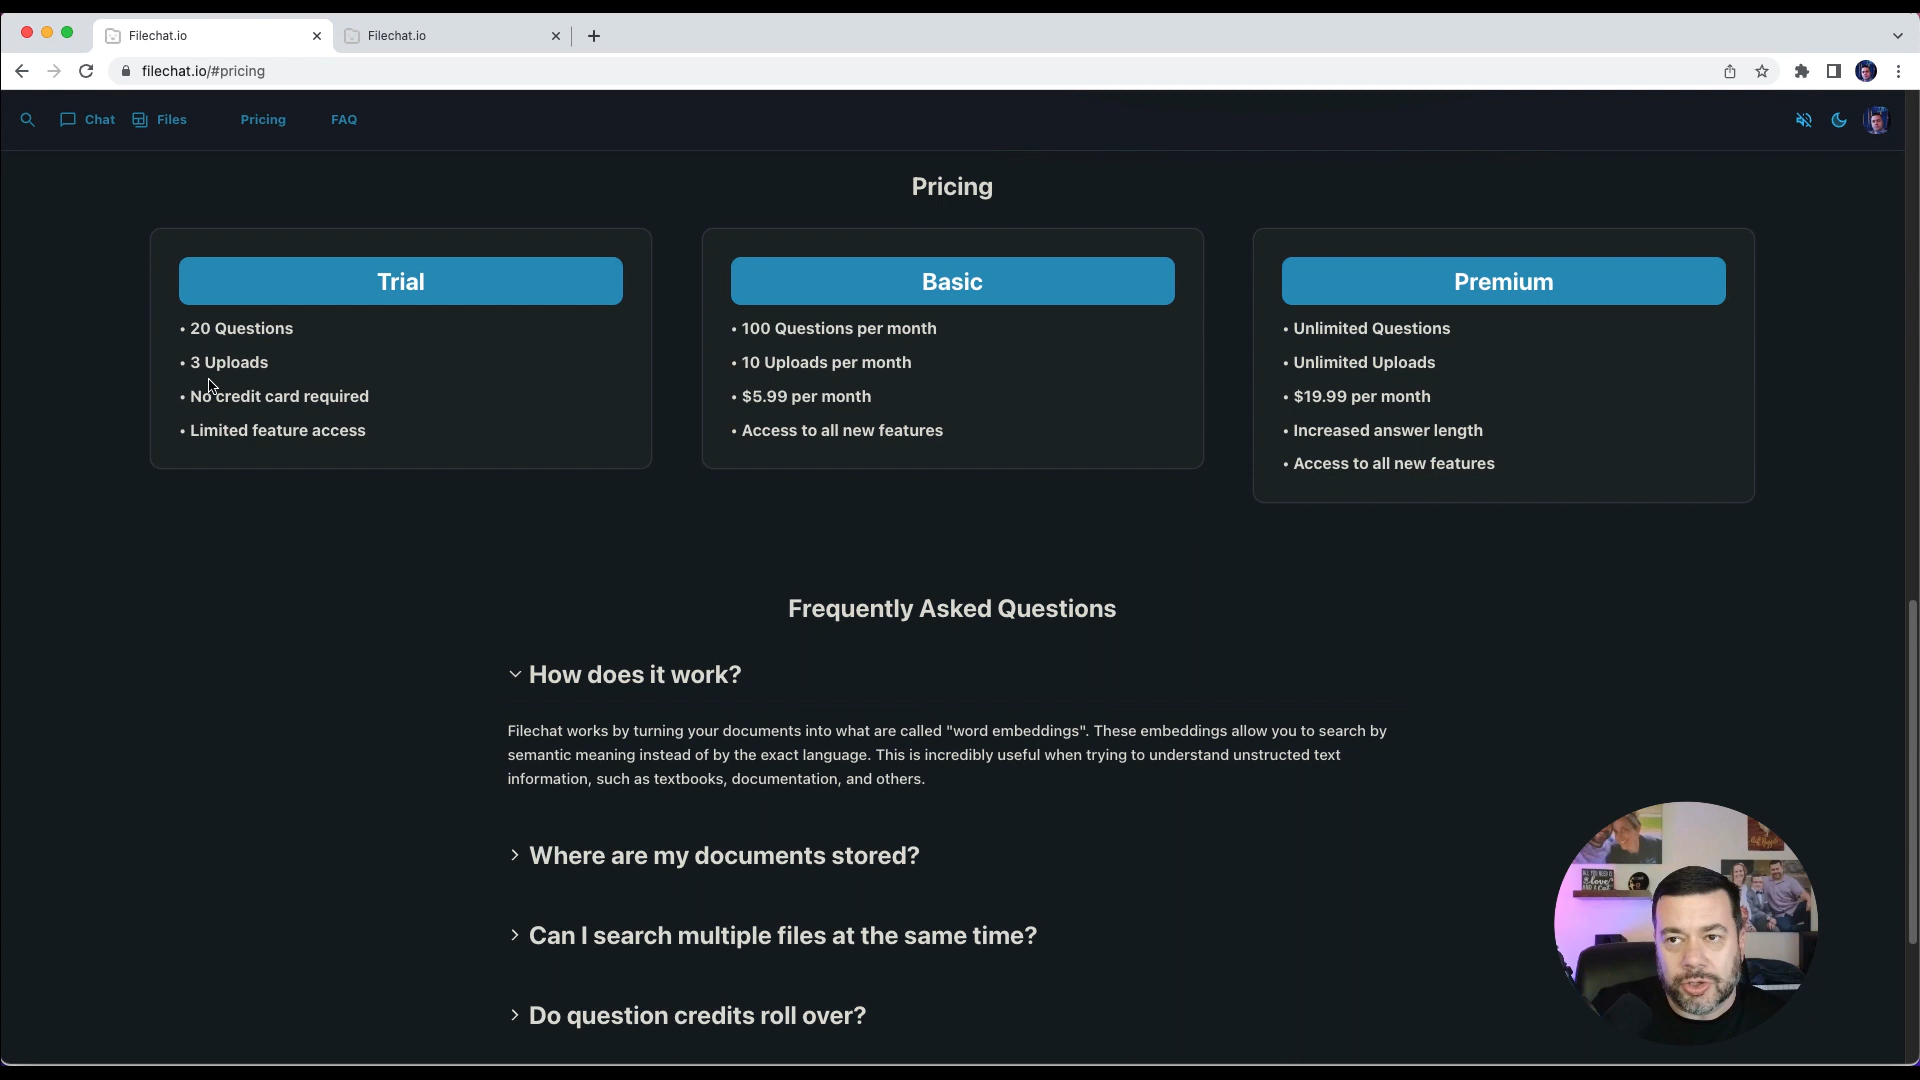 Filechat.io
Filechat.io
filechat.io/#pricing
Chat
Files
Pricing
FAQ
Pricing
Trial
• 20 Questions
• 3 Uploads
• No credit card required
• Limited feature access
Basic
• 100 Questions per month
• 10 Uploads per month
• $5.99 per month
• Access to all new features
Premium
• Unlimited Questions
• Unlimited Uploads
• $19.99 per month
• Increased answer length
• Access to all new features
Frequently Asked Questions
How does it work?
Filechat works by turning your documents into what are called "word embeddings". These embeddings allow you to search by
semantic meaning instead of by the exact language. This is incredibly useful when trying to understand unstructured text
information, such as textbooks, documentation, and others.
Where are my documents stored?
Can I search multiple files at the same time?
Do question credits roll over?